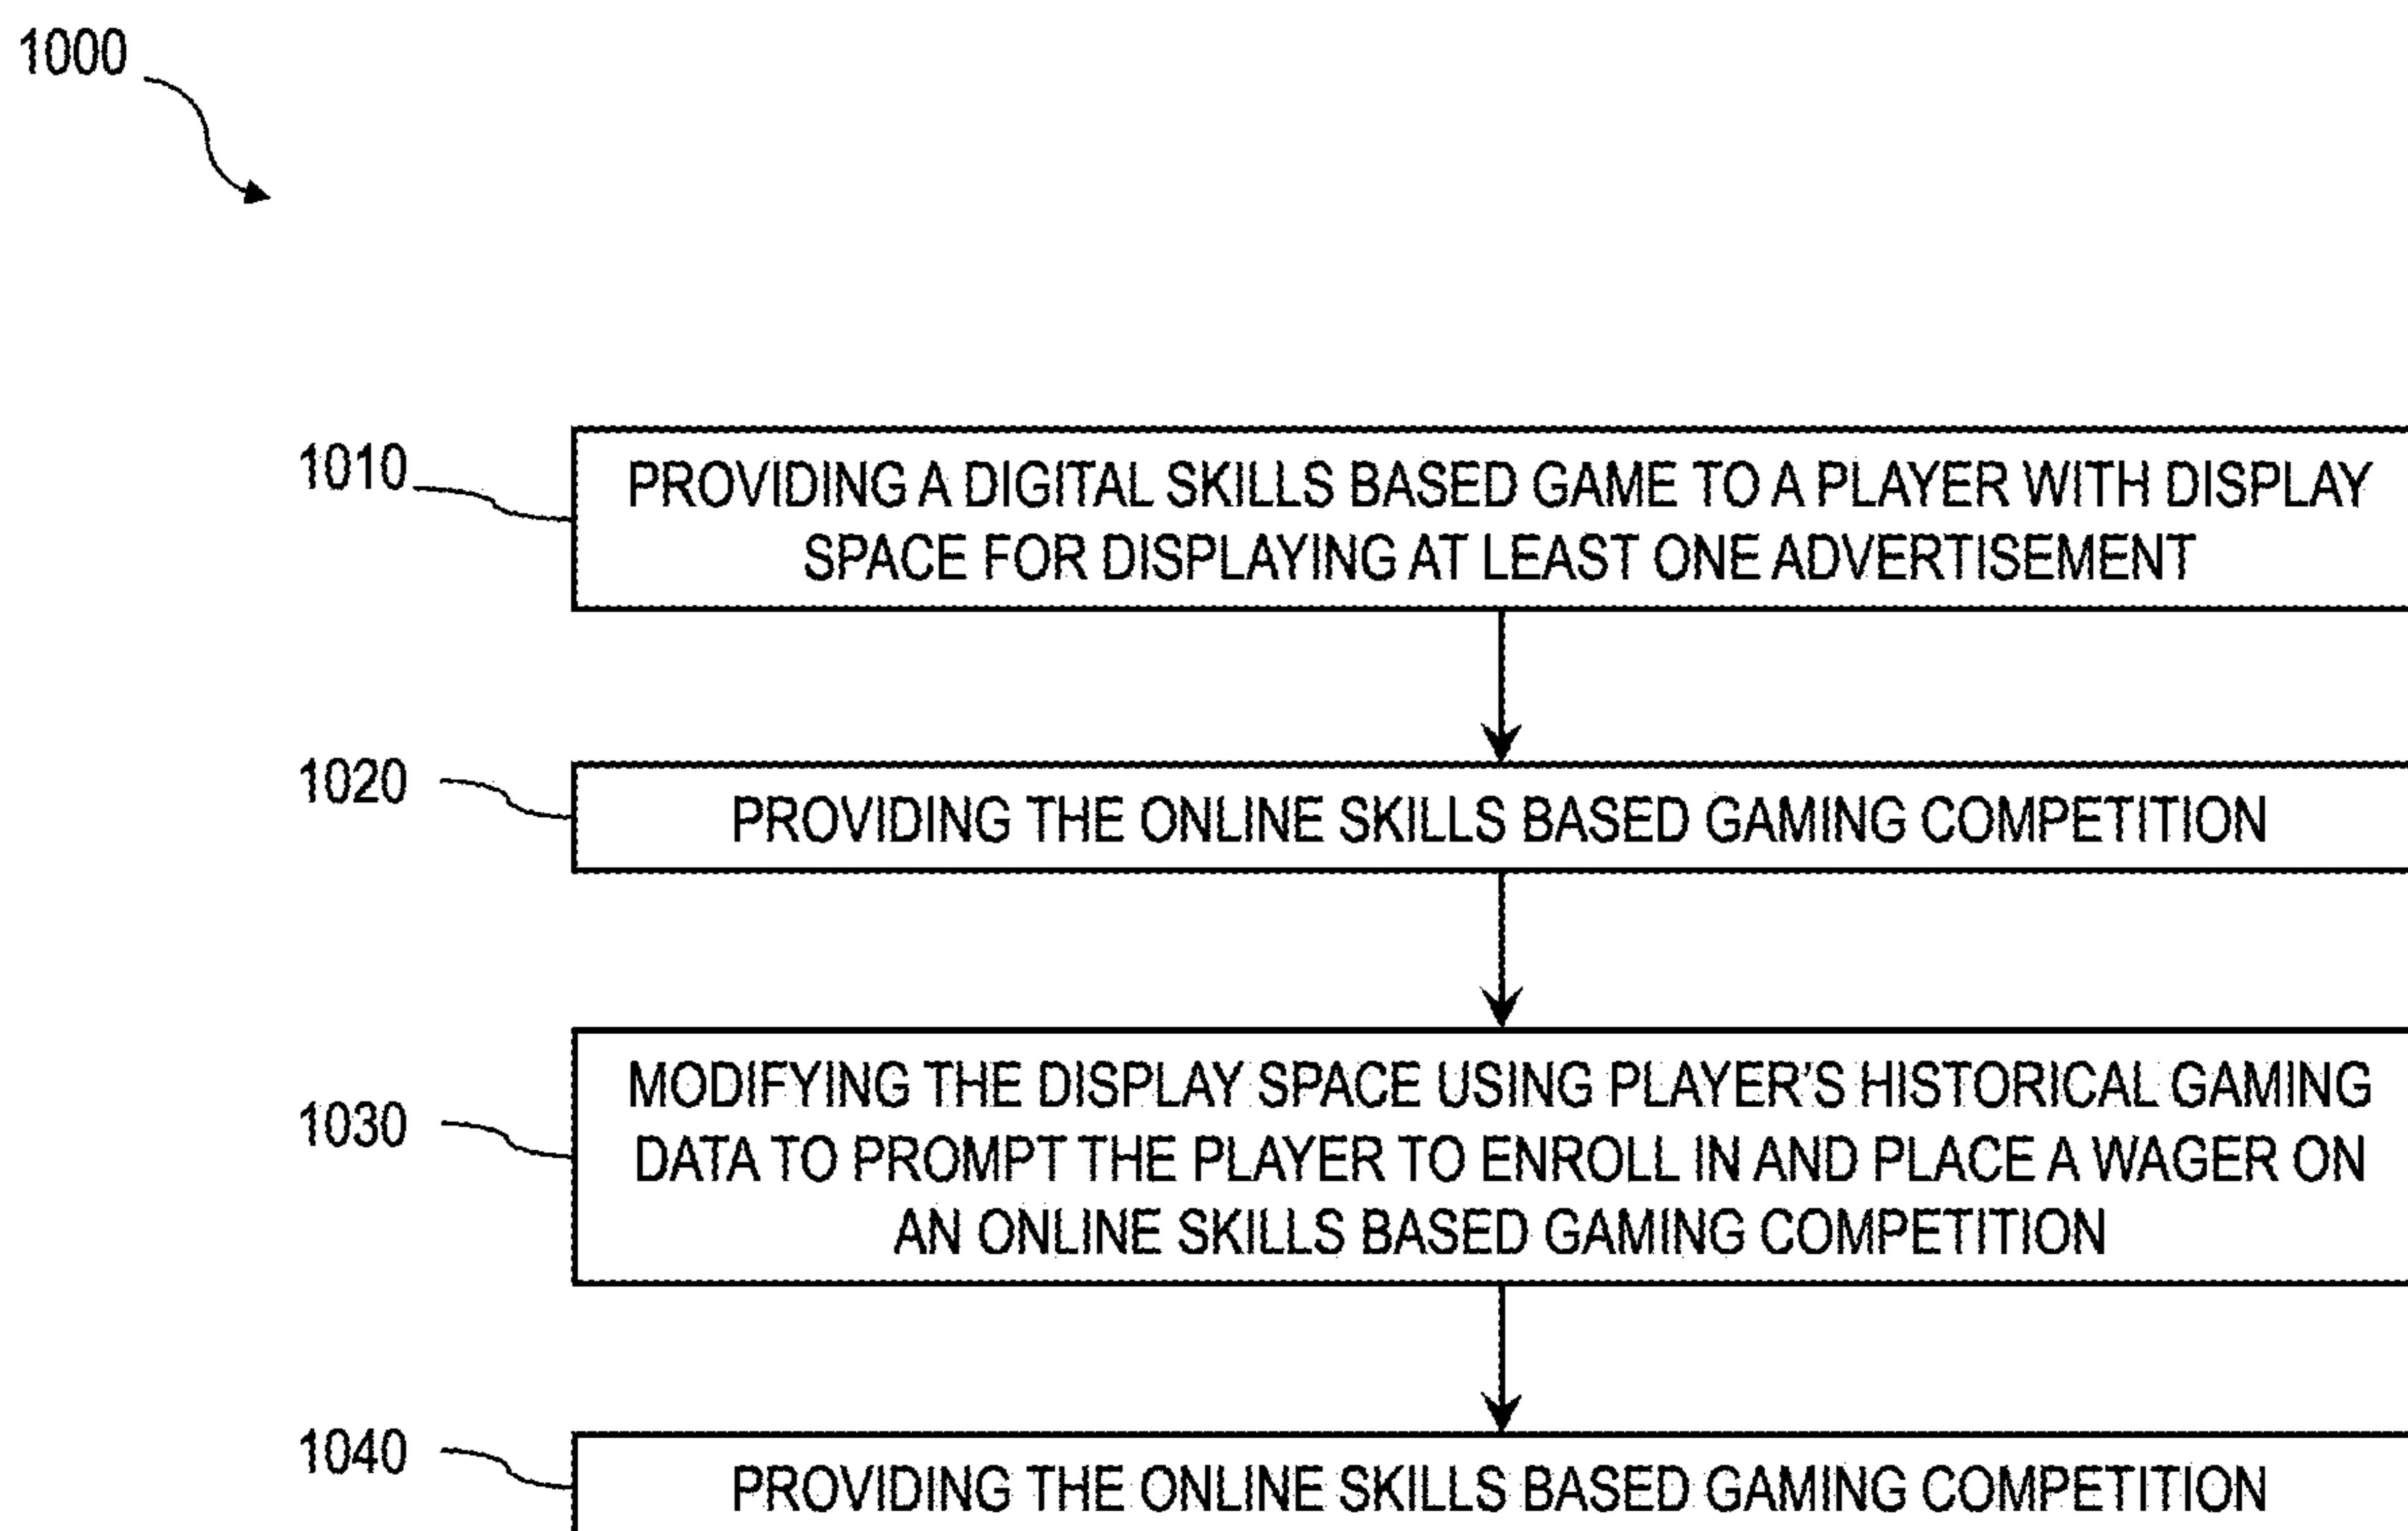 1000
1010
PROVIDING A DIGITAL SKILLS BASED GAME TO A PLAYER WITH DISPLAY
SPACE FOR DISPLAYING AT LEAST ONE ADVERTISEMENT
1020
PROVIDING THE ONLINE SKILLS BASED GAMING COMPETITION
1030
MODIFYING THE DISPLAY SPACE USING PLAYER'S HISTORICAL GAMING
DATA TO PROMPT THE PLAYER TO ENROLL IN AND PLACE A WAGER ON
AN ONLINE SKILLS BASED GAMING COMPETITION
1040
PROVIDING THE ONLINE SKILLS BASED GAMING COMPETITION